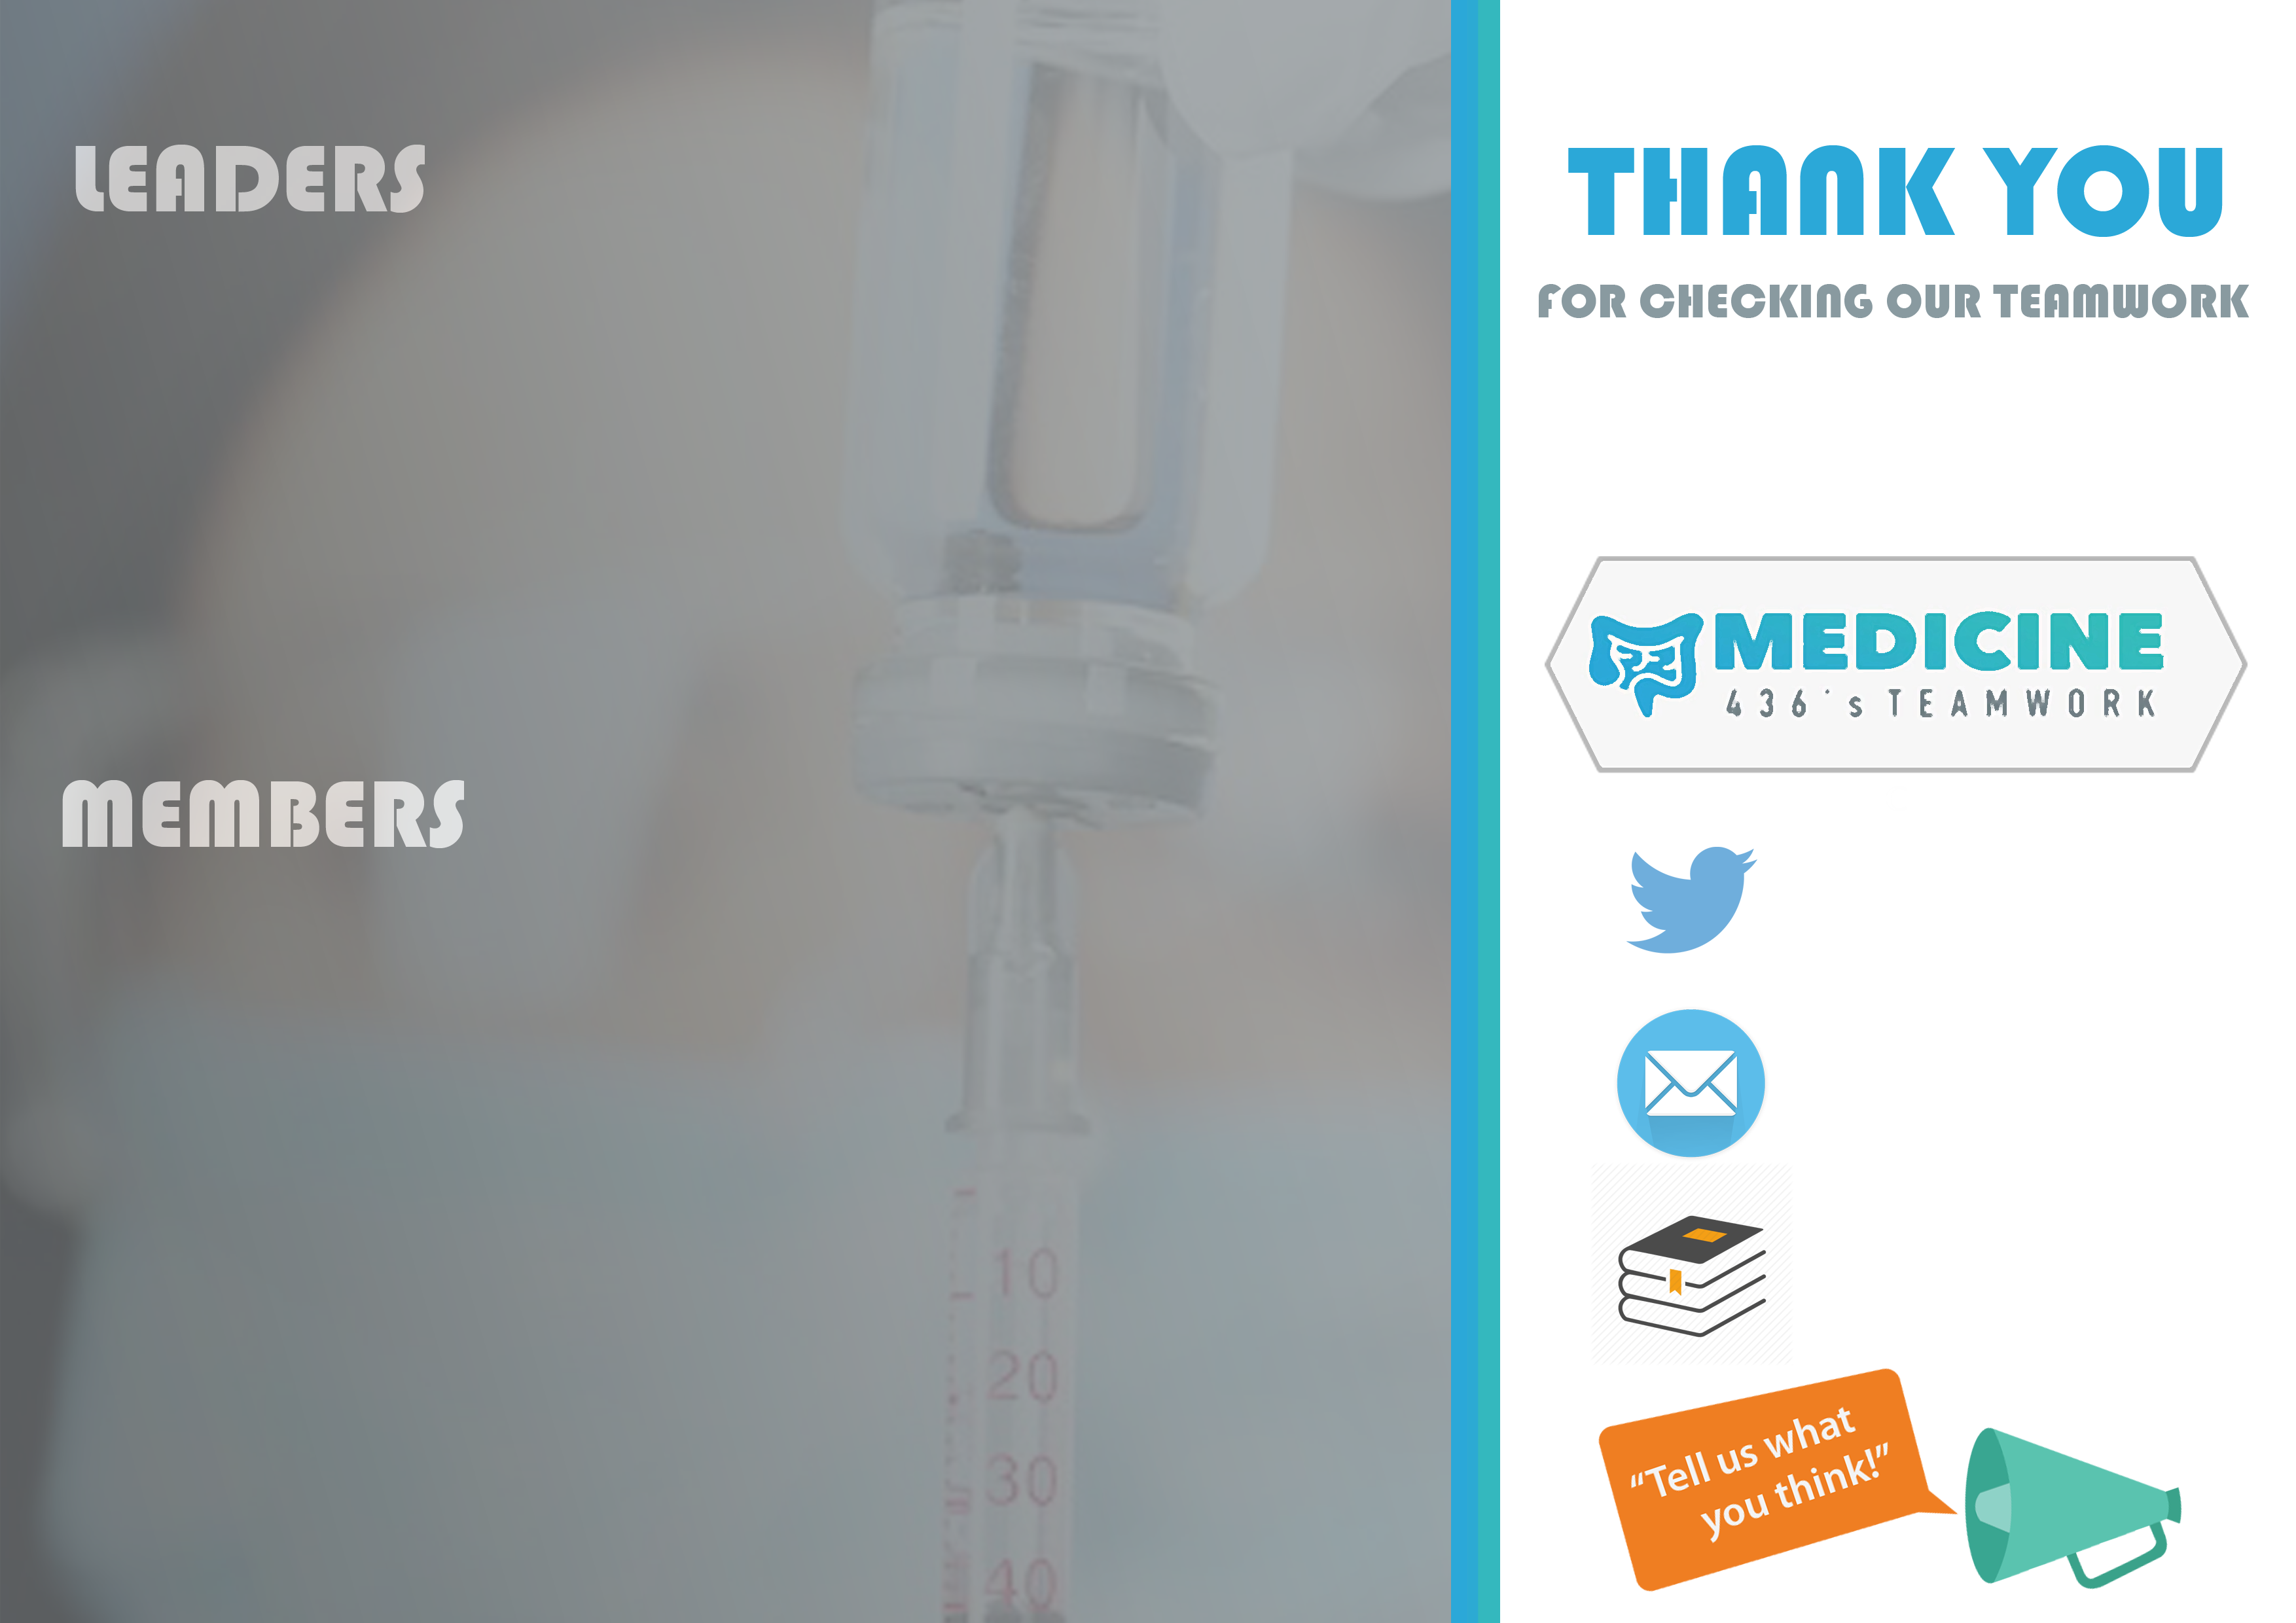 LEADERS
MEMBERS
10
20
30
40
THANK YOU
FOR CHECKING OUR TEAMWORK
MEDICINE
436's TEAMWORK
“Tell us what
you think!”